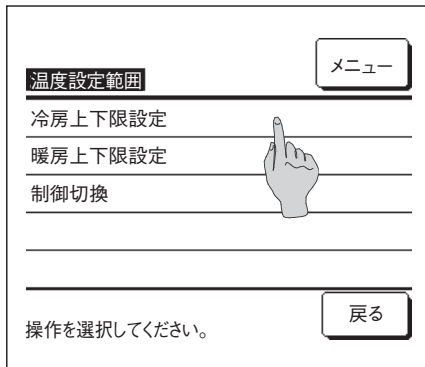 メニュー
温度設定範囲
冷房上下限設定
暖房上下限設定
制御切換
戻る
操作を選択してください。